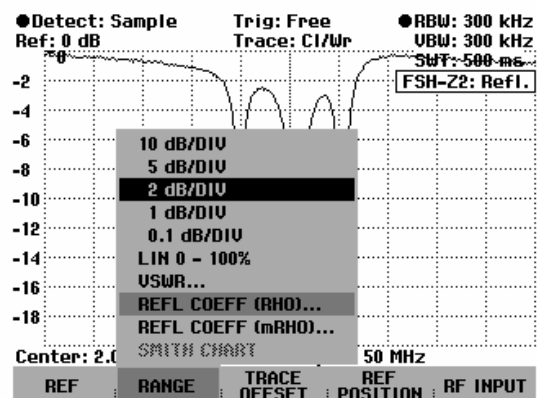 ●Detect: Sample Trig: Free ●RBW: 300 kHz
Ref: 0 dB Trace: Cl/Wr VBW: 300 kHz
0 SWT: 500 ms
-2 FSH-Z2: Refl.
-4
-6
-8
-10
-12
-14
-16
-18
10 dB/DIV
5 dB/DIV
2 dB/DIV
1 dB/DIV
0.1 dB/DIV
LIN 0 - 100%
VSWR...
REFL COEFF (RHO)...
REFL COEFF (mRHO)...
SMITH CHART
Center: 2.0 50 MHz
REF RANGE TRACE OFFSET REF POSITION RF INPUT